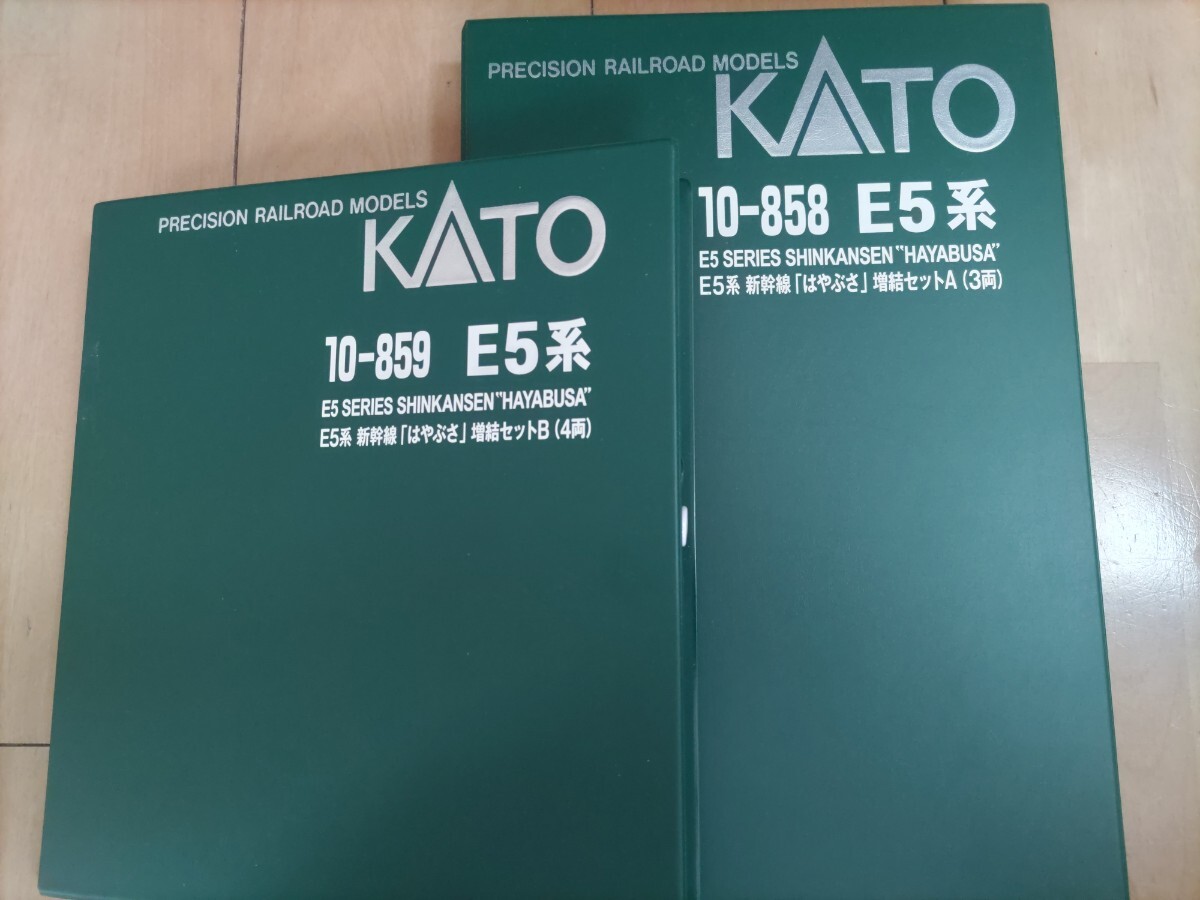 PRECISION RAILROAD MODELS
KATO
10-859 E5系
E5 SERIES SHINKANSEN "HAYABUSA"
E5系 新幹線「はやぶさ」増結セットB(4両)
PRECISION RAILROAD MODELS
KATO
10-858 E5系
E5 SERIES SHINKANSEN "HAYABUSA"
E5系 新幹線「はやぶさ」増結セットA(3両)